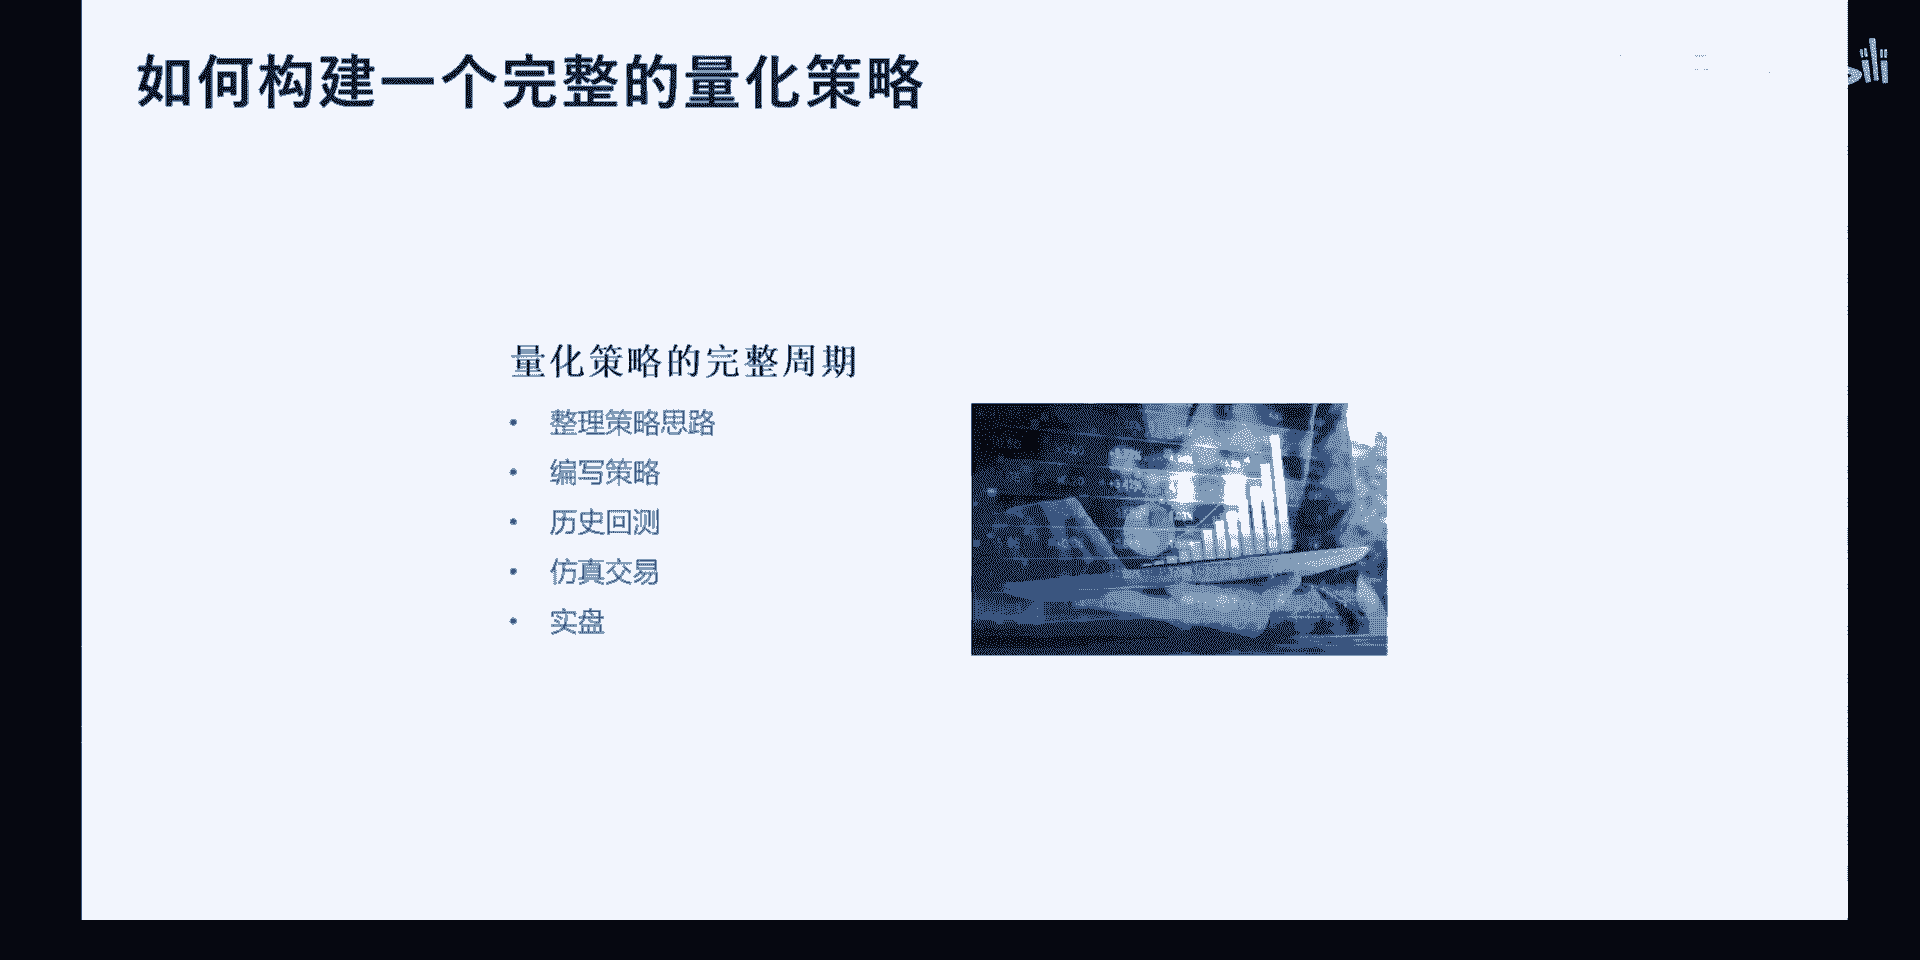 如何构建一个完整的量化策略
量化策略的完整周期
• 整理策略思路
• 编写策略
• 历史回测
• 仿真交易
• 实盘